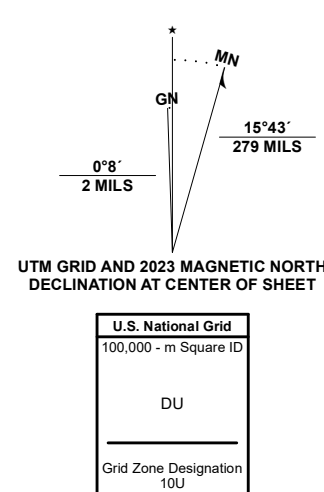 ★
MN
GN
15°43´
279 MILS
0°8´
2 MILS
UTM GRID AND 2023 MAGNETIC NORTH
DECLINATION AT CENTER OF SHEET
U.S. National Grid
100,000 - m Square ID
DU
Grid Zone Designation
10U